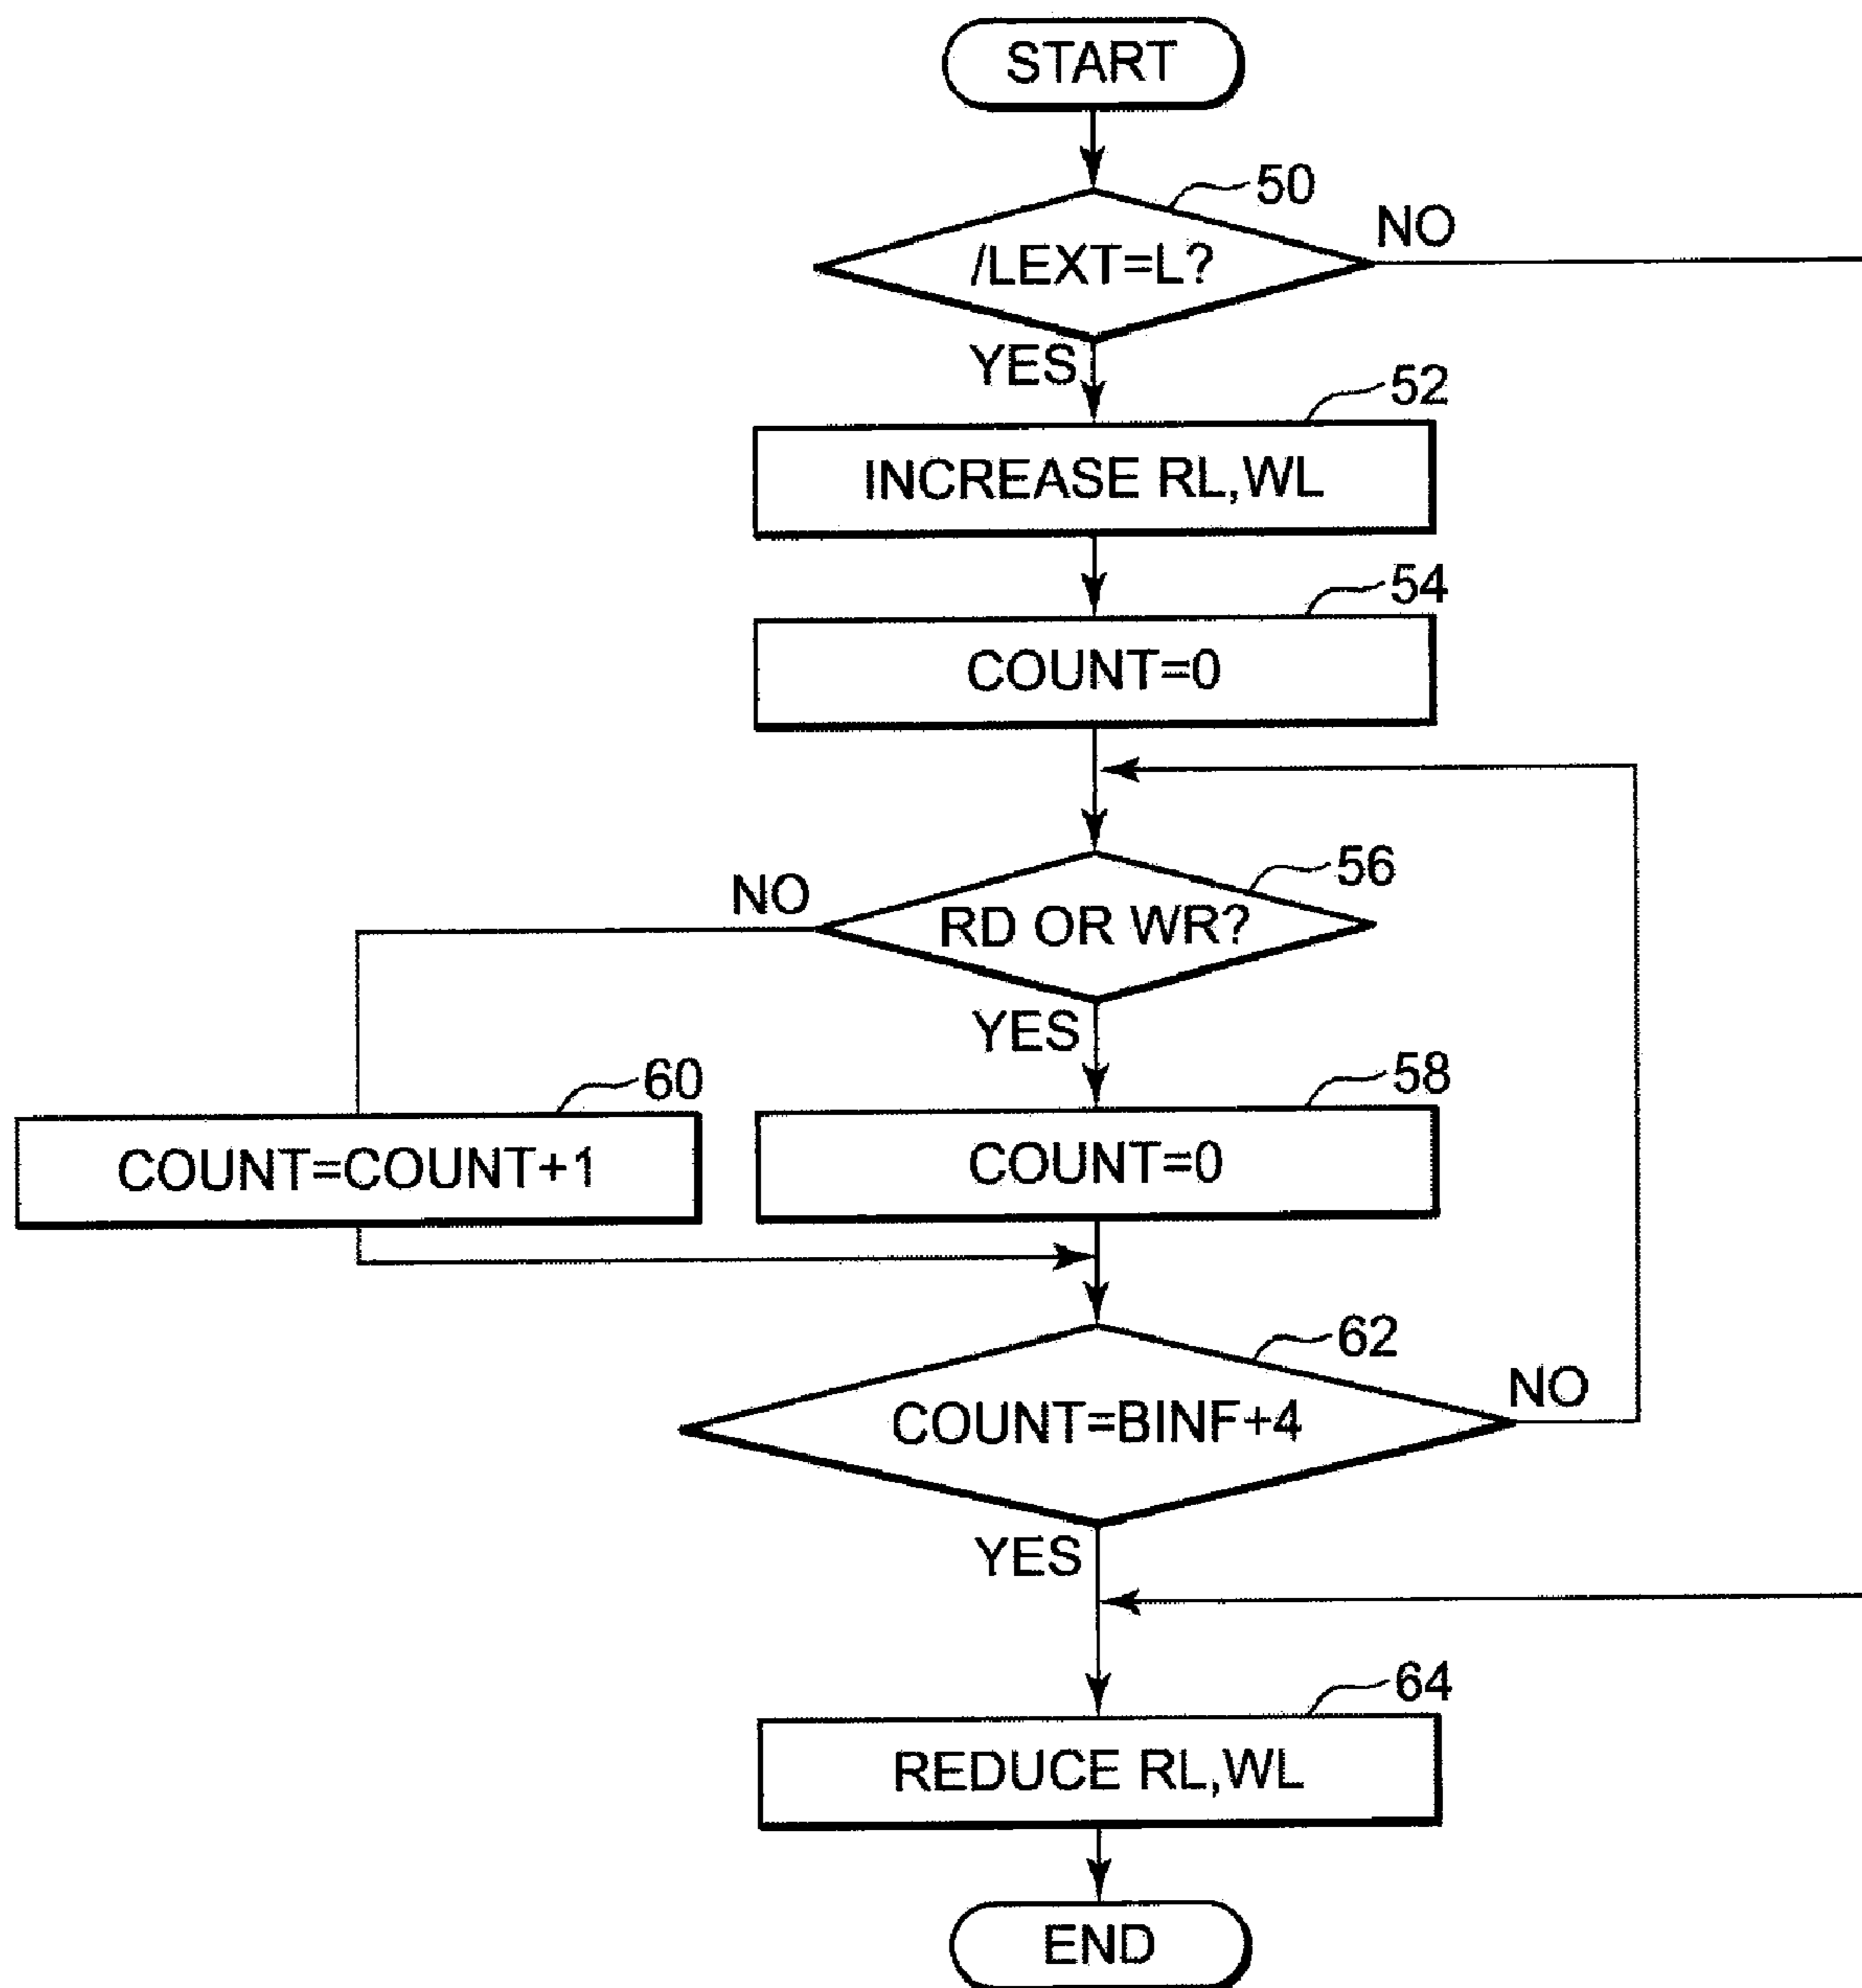 START
50
/LEXT=L?
NO
YES
52
INCREASE RL,WL
54
COUNT=0
56
RD OR WR?
NO
YES
60
COUNT=COUNT+1
58
COUNT=0
62
COUNT=BINF+4
NO
YES
64
REDUCE RL,WL
END